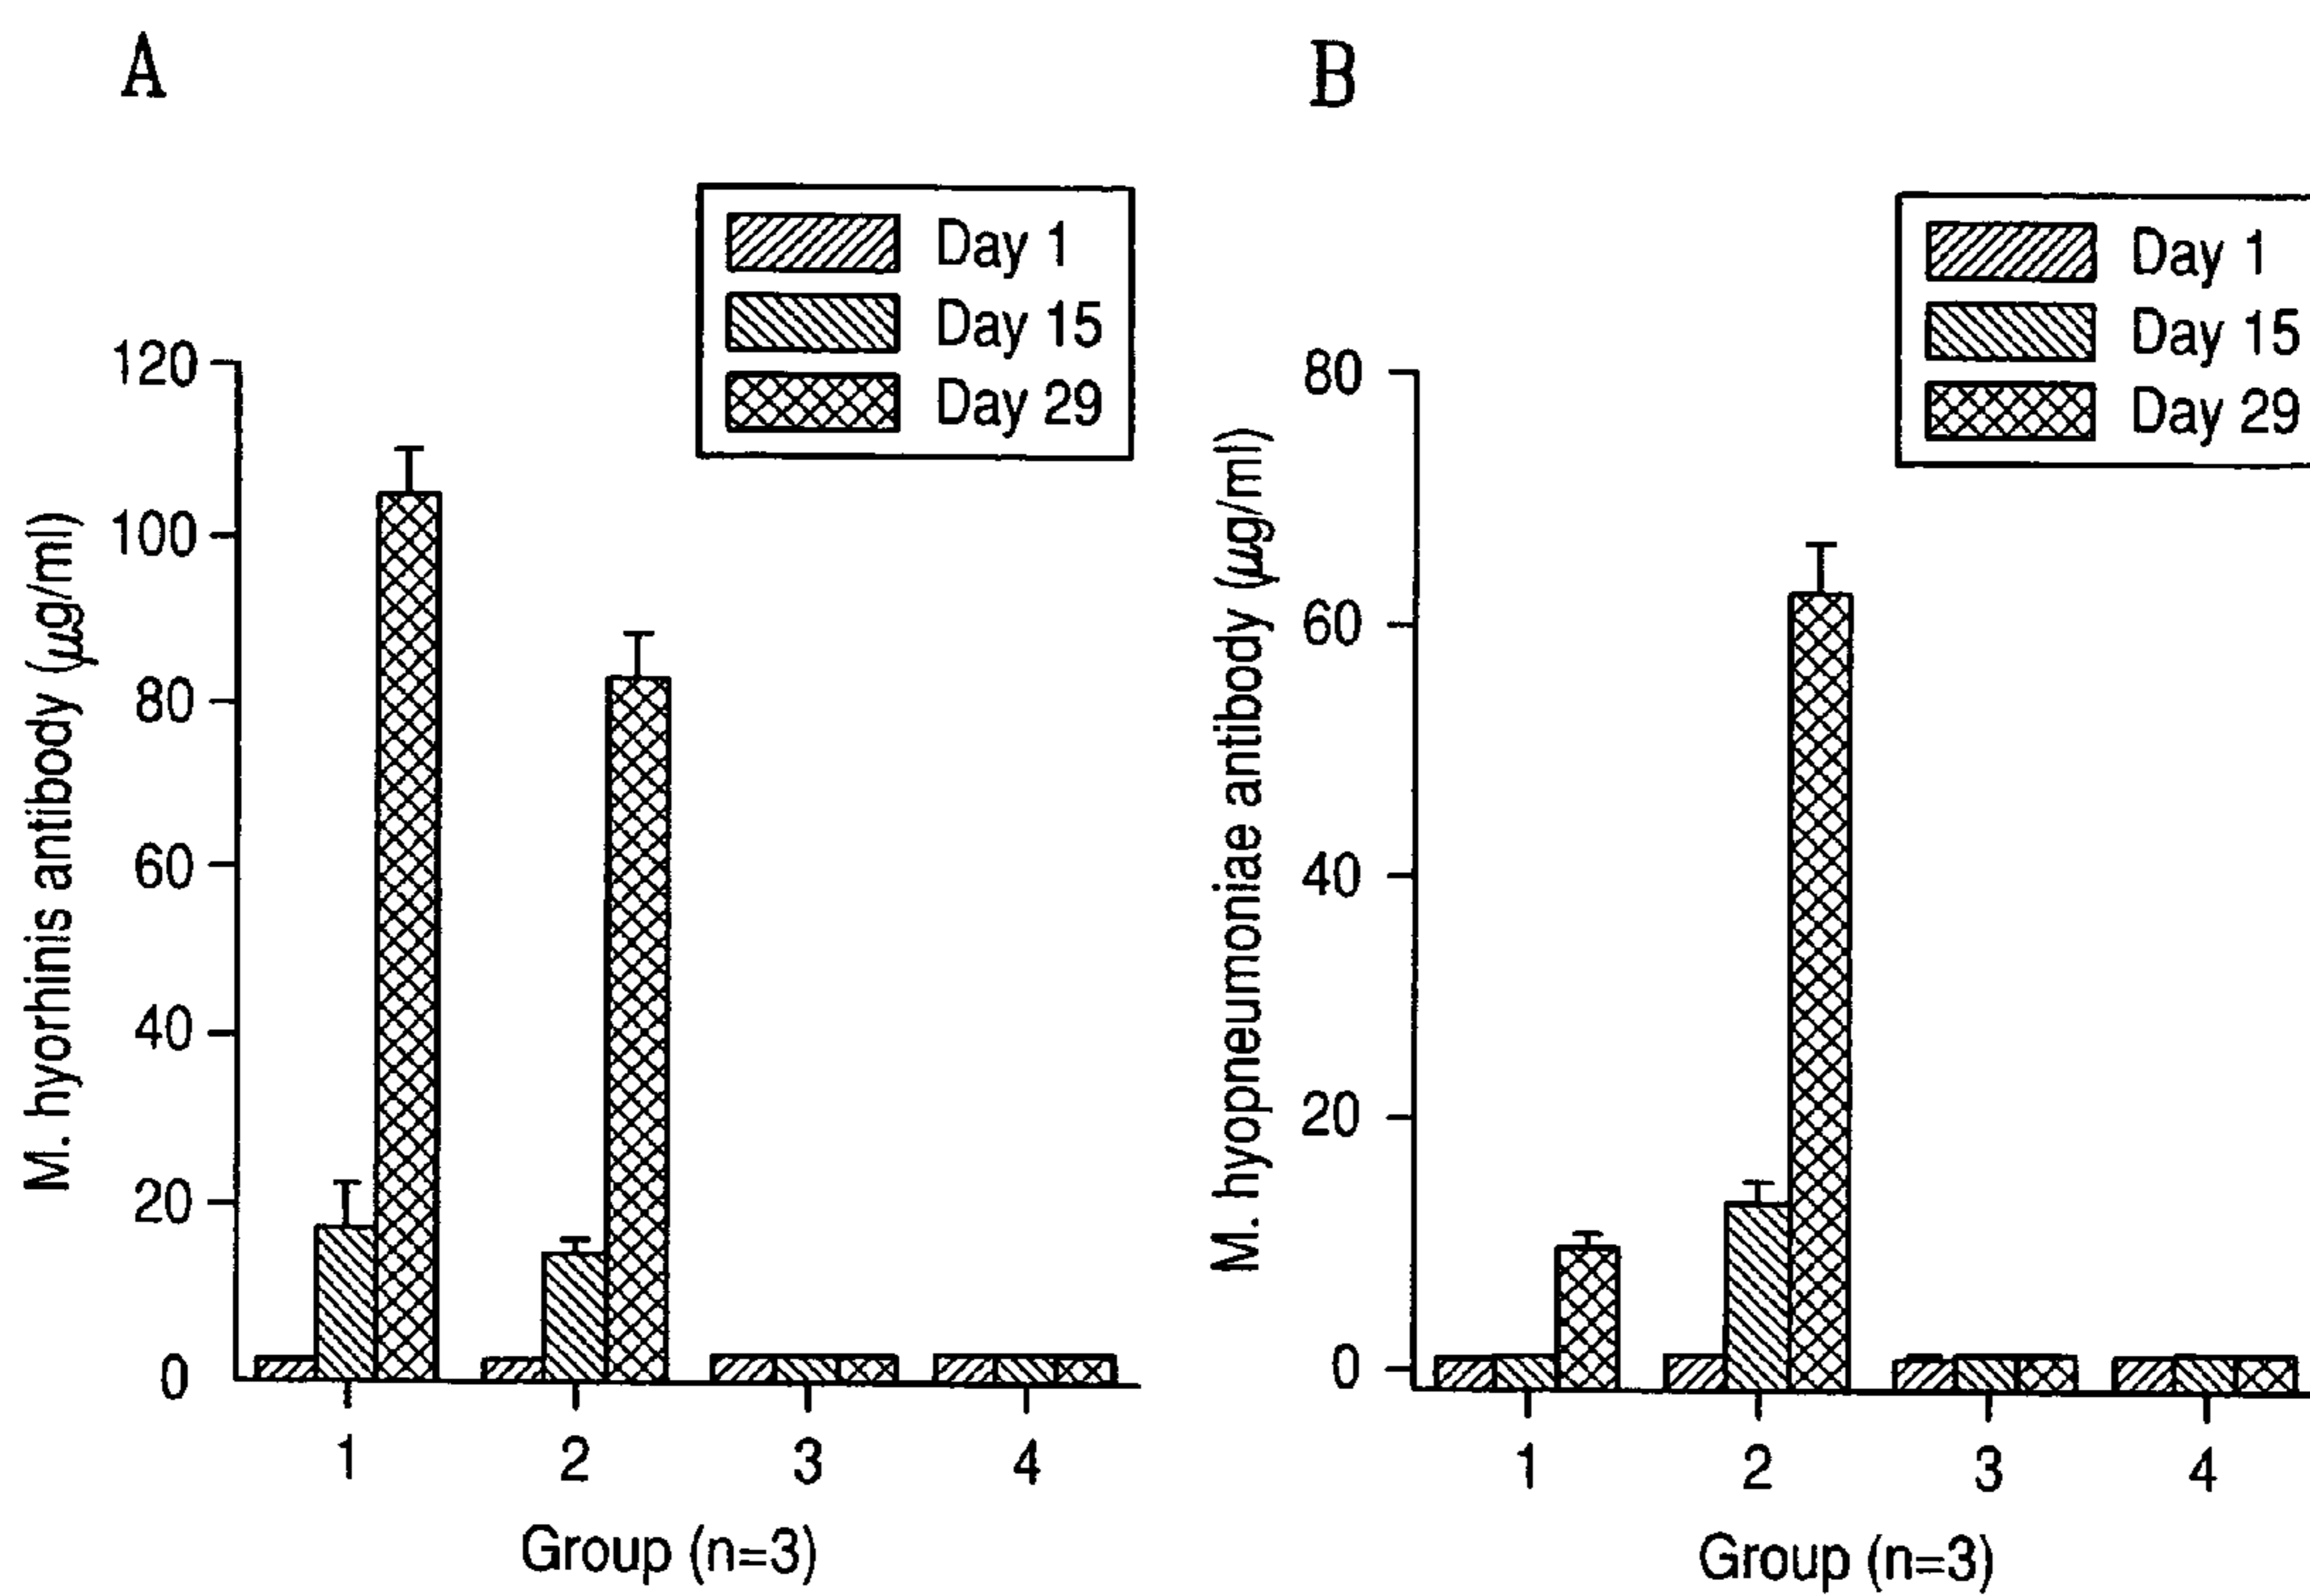 A
Day 1
Day 15
Day 29
120
100
80
60
40
20
0
M. hyorhinis antibody (μg/ml)
1 2 3 4
Group (n=3)
B
Day 1
Day 15
Day 29
80
60
40
20
0
M. hyopneumoniae antibody (μg/ml)
1 2 3 4
Group (n=3)